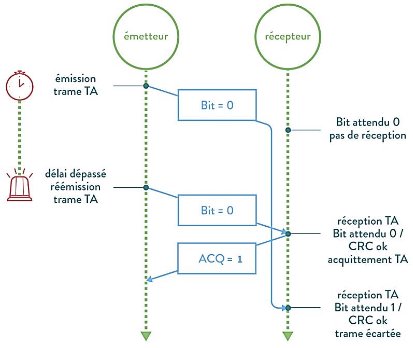 émetteur
récepteur
émission
trame TA
Bit = 0
Bit attendu 0
pas de réception
délai dépassé
réémission
trame TA
Bit = 0
réception TA
Bit attendu 0 /
CRC ok
acquittement TA
ACQ = 1
réception TA
Bit attendu 1 /
CRC ok
trame écartée